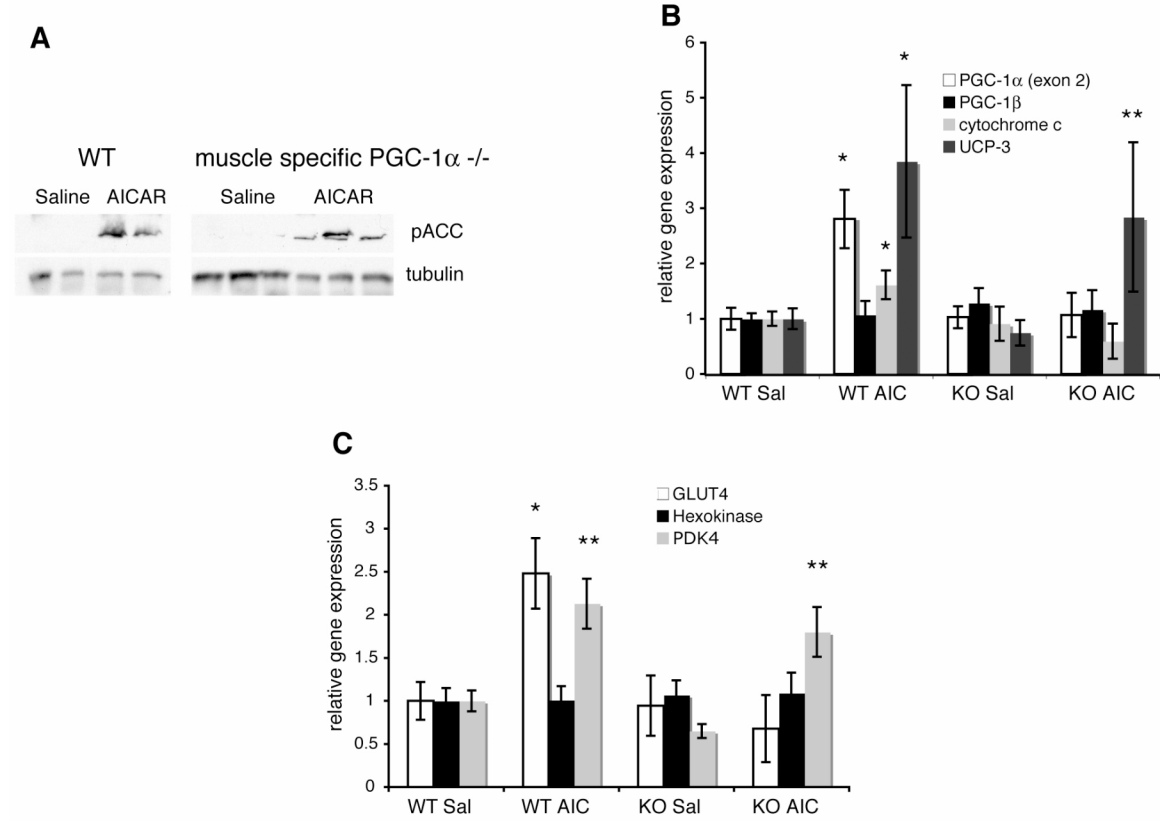 A
WT
muscle specific PGC-1α -/-
Saline AICAR
Saline AICAR
pACC
tubulin
B
relative gene expression
6
5
4
3
2
1
0
*
*
*
**
PGC-1α (exon 2)
PGC-1β
cytochrome c
UCP-3
WT Sal WT AIC KO Sal KO AIC
C
relative gene expression
3.5
3
2.5
2
1.5
1
0.5
0
*
**
**
GLUT4
Hexokinase
PDK4
WT Sal WT AIC KO Sal KO AIC